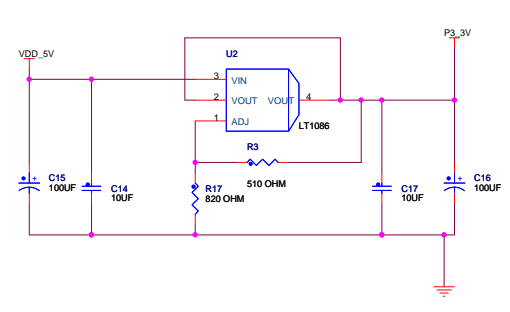 P3_3V
VDD_5V
U2
3 VIN
2 VOUT VOUT 4
1 ADJ
LT1086
R3
510 OHM
C15
100UF
C14
10UF
R17
820 OHM
C17
10UF
C16
100UF